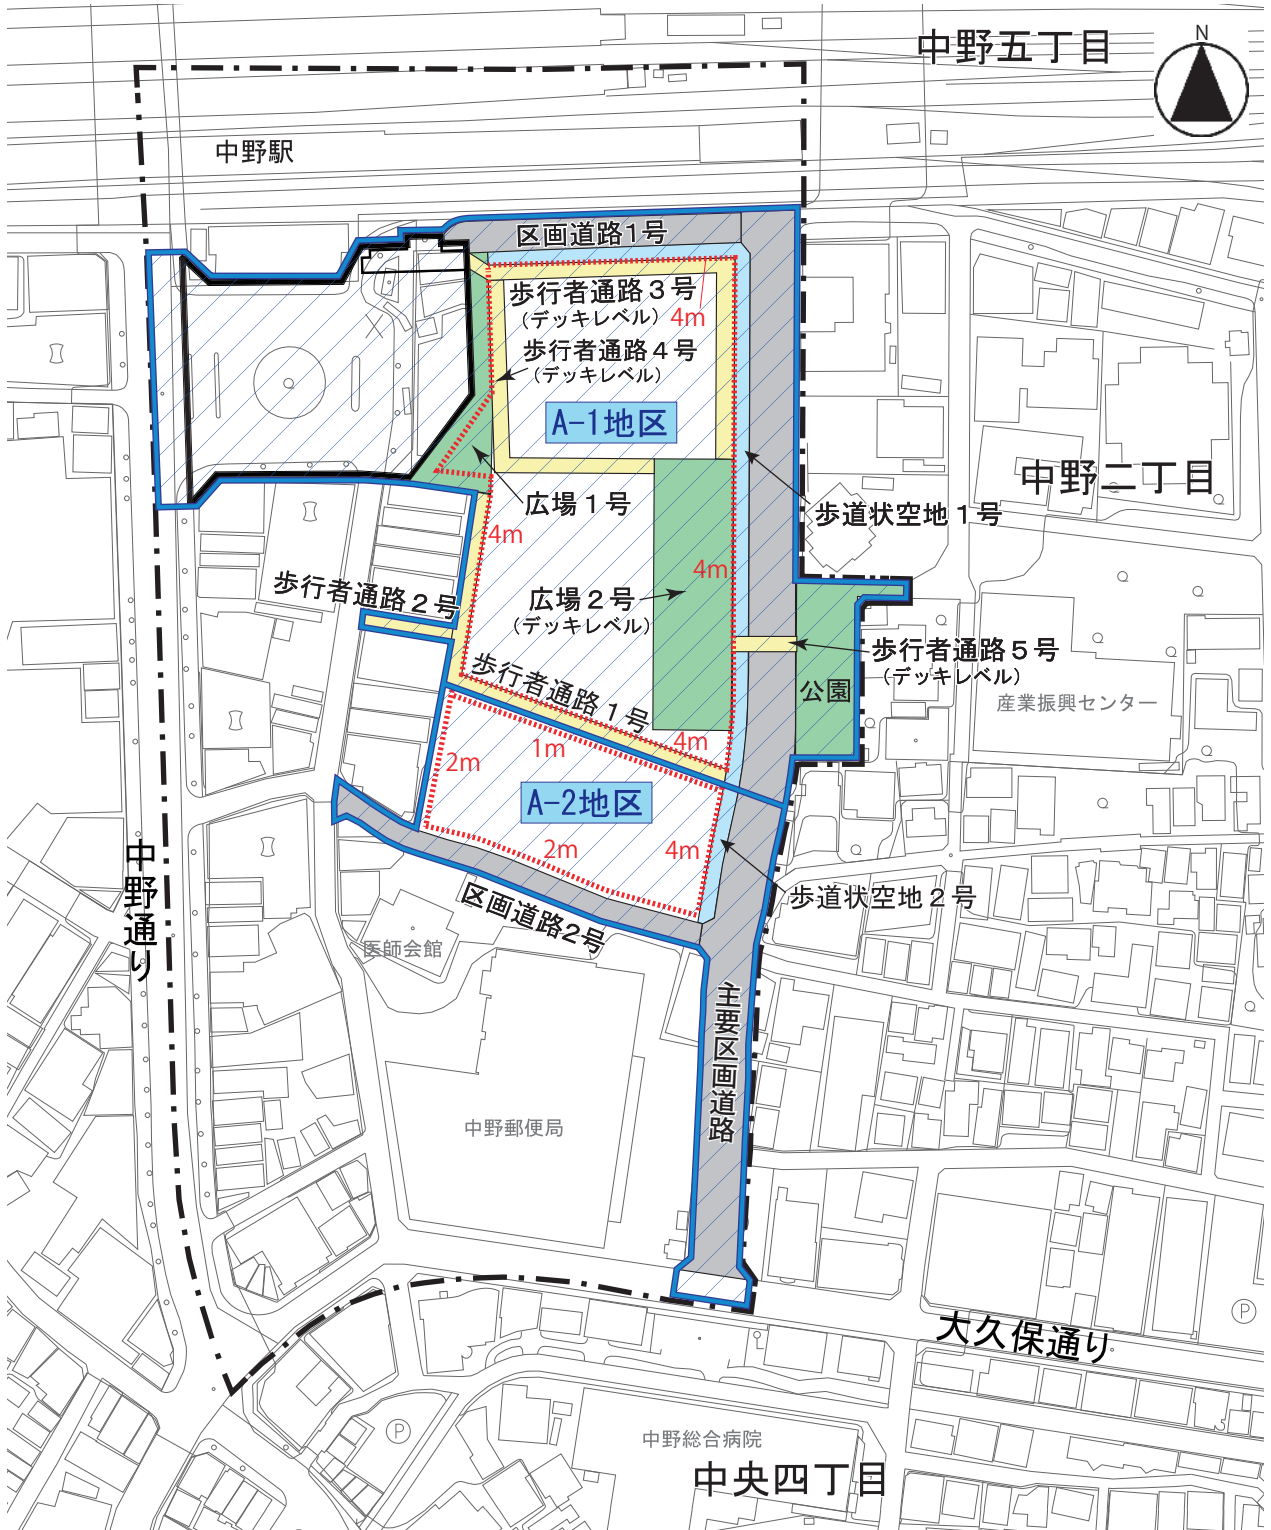 中野五丁目
N
中野駅
区画道路1号
歩行者通路３号
(デッキレベル)
4m
歩行者通路４号
(デッキレベル)
A-1地区
中野二丁目
広場１号
歩道状空地１号
4m
4m
歩行者通路２号
広場２号
(デッキレベル)
歩行者通路５号
(デッキレベル)
公園
産業振興センター
歩行者通路１号
4m
1m
2m
A-2地区
2m
4m
中野通り
歩道状空地２号
区画道路2号
医師会館
主要区画道路
中野郵便局
P
大久保通り
P
中野総合病院
中央四丁目